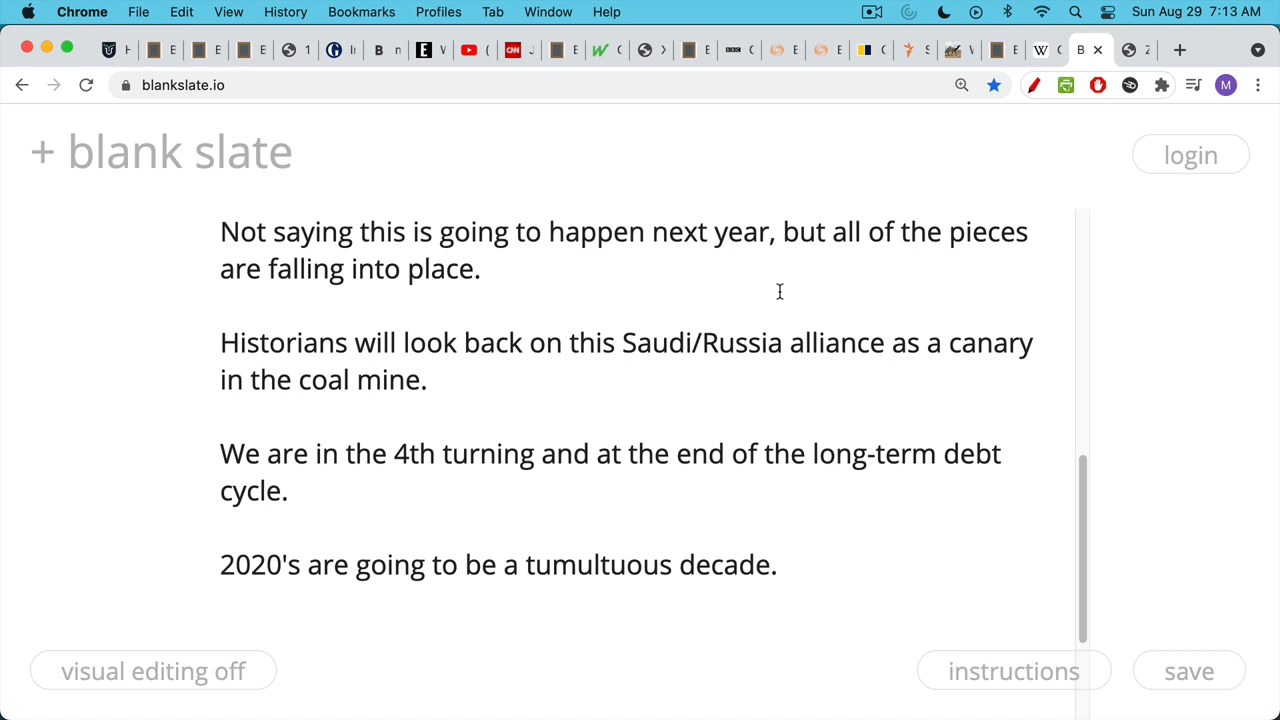 Chrome File Edit View History Bookmarks Profiles Tab Window Help Sun Aug 29 7:13 AM
blankslate.io M
+ blank slate
login
Not saying this is going to happen next year, but all of the pieces
are falling into place.
Historians will look back on this Saudi/Russia alliance as a canary
in the coal mine.
We are in the 4th turning and at the end of the long-term debt
cycle.
2020's are going to be a tumultuous decade.
visual editing off
instructions
save